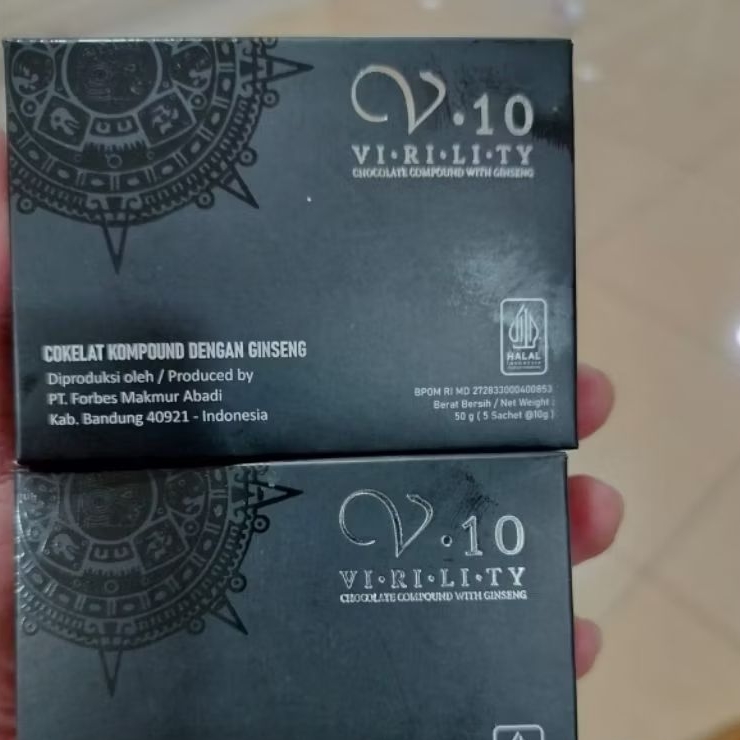 V·10
VI·RI·LI·TY
CHOCOLATE COMPOUND WITH GINSENG
HALAL
INDONESIA
COKELAT KOMPOUND DENGAN GINSENG
Diproduksi oleh / Produced by
PT. Forbes Makmur Abadi
Kab. Bandung 40921 - Indonesia
BPOM RI MD 272833000400853
Berat Bersih / Net Weight :
50 g ( 5 Sachet @10g )
V·10
VI·RI·LI·TY
CHOCOLATE COMPOUND WITH GINSENG